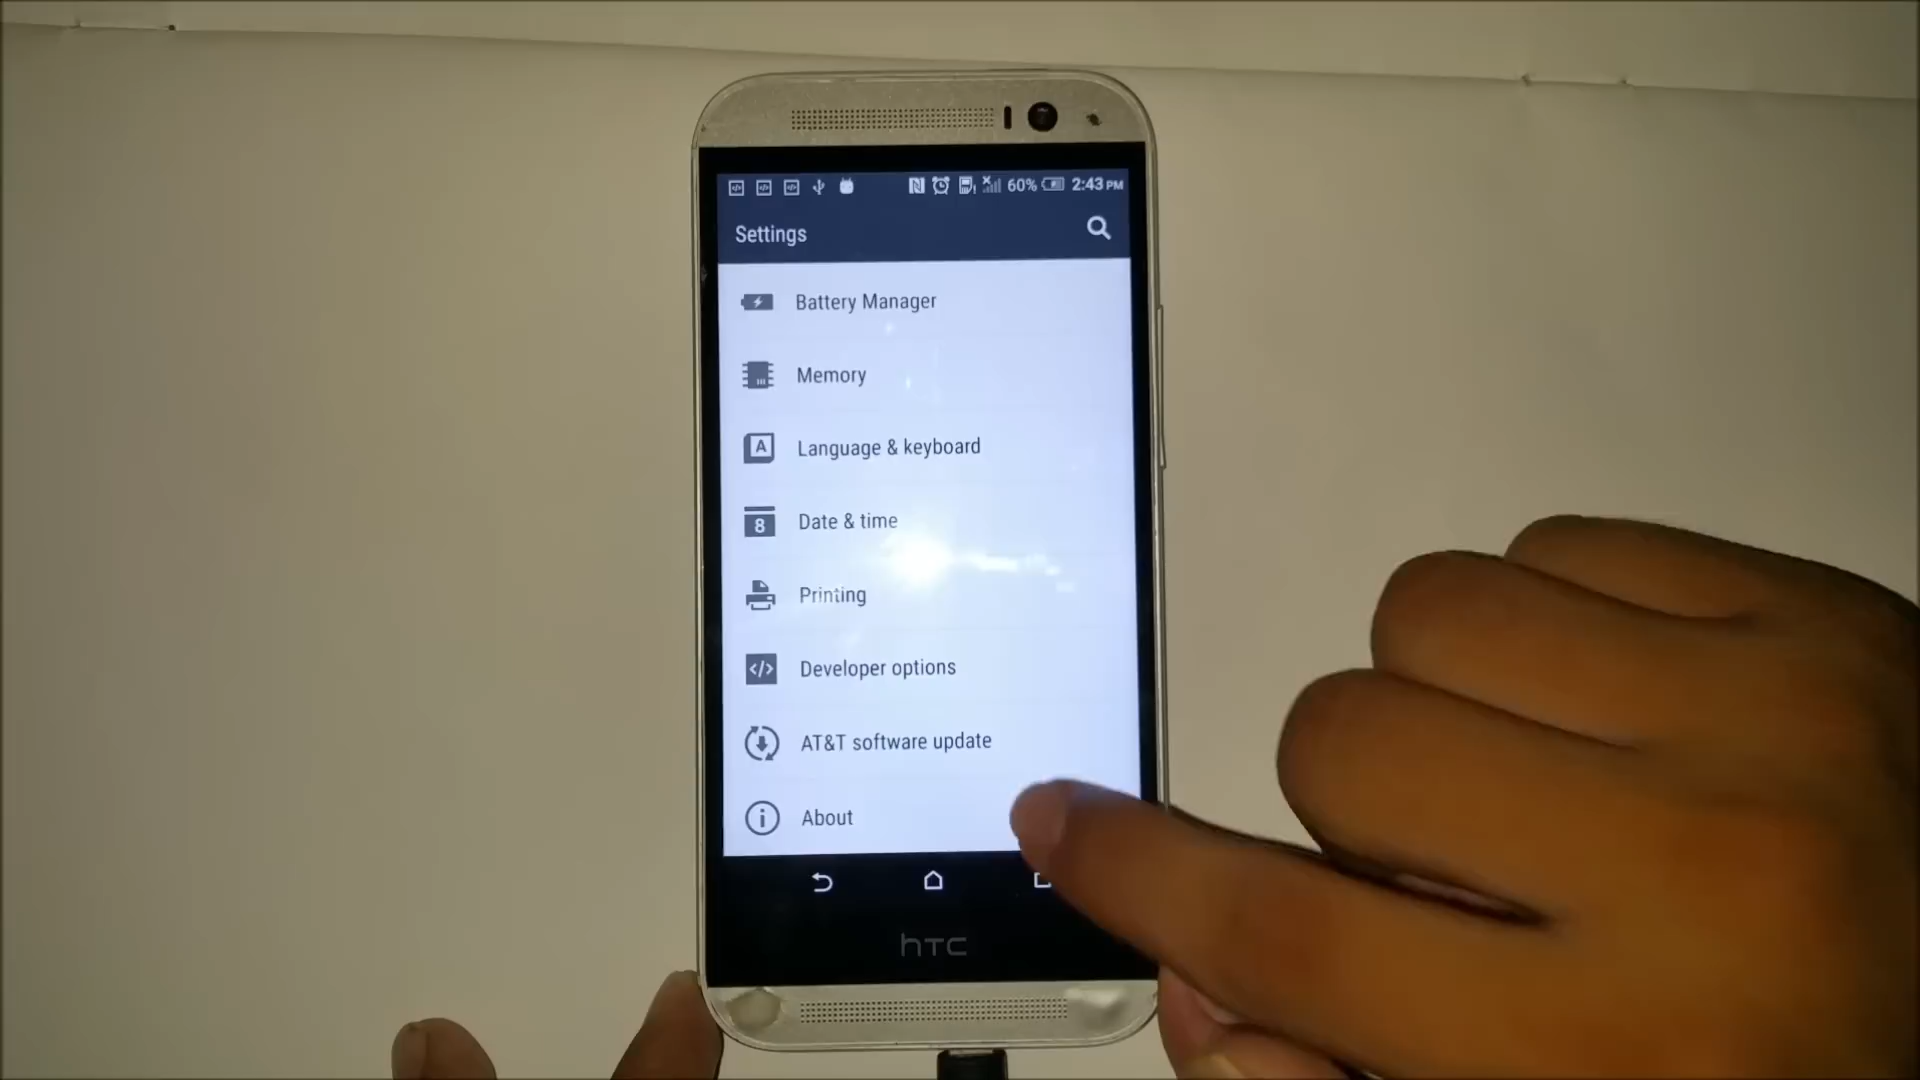 60% 2:43 PM
Settings
Battery Manager
Memory
A Language & keyboard
8 Date & time
Printing
</> Developer options
AT&T software update
i About
hTC